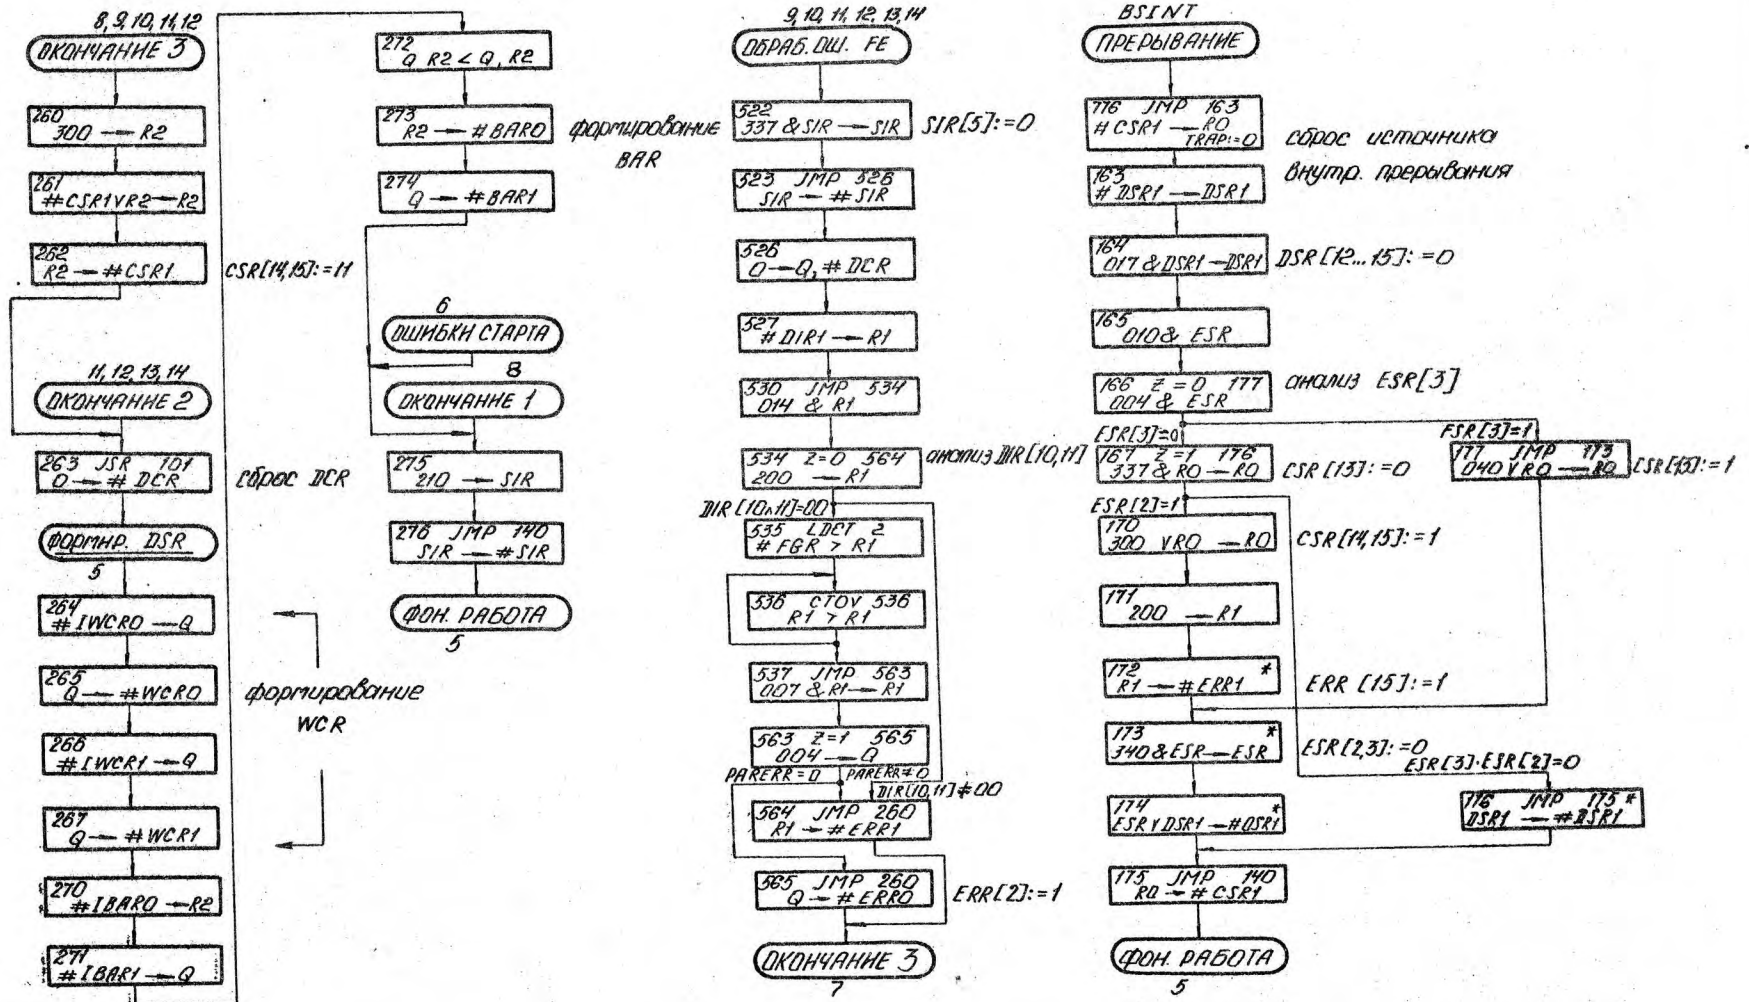 8, 9, 10, 11, 12
ОКОНЧАНИЕ 3
260
300 → R2
261
#CSR1 V R2 → R2
262
R2 → #CSR1
CSR[14,15]:=11
11, 12, 13, 14
ОКОНЧАНИЕ 2
263 JSR 101
0 → #DCR
сброс DCR
ФОРМИР. DSR
5
264
#IWCR0 → Q
265
Q → #WCR0
266
#IWCR1 → Q
267
Q → #WCR1
формирование
WCR
270
#IBAR0 → R2
271
#IBAR1 → Q
272
Q R2 < Q, R2
273
R2 → #BAR0
274
Q → #BAR1
формирование
BAR
6
ОШИБКИ СТАРТА
8
ОКОНЧАНИЕ 1
275
210 → SIR
276 JMP 140
SIR → #SIR
ФОН. РАБОТА
5
9, 10, 11, 12, 13, 14
ОБРАБ. ОШ. FE
522
337 & SIR → SIR
SIR[5]:=0
523 JMP 526
SIR → #SIR
526
0 → Q, #DCR
527
#DIR1 → R1
530 JMP 534
014 & R1
534 Z=0 564
200 → R1
анализ DIR[10,11]
DIR[10,11]=00
535 LDCT 2
#FGR > R1
536 CTOV 536
R1 > R1
537 JMP 563
007 & R1 → R1
563 Z=1 565
004 → Q
PARERR=0
PARERR≠0
DIR[10,11]≠00
564 JMP 260
R1 → #ERR1
565 JMP 260
Q → #ERR0
ERR[2]:=1
ОКОНЧАНИЕ 3
7
BSINT
ПРЕРЫВАНИЕ
776 JMP 163
#CSR1 → R0
TRAP:=0
сброс источника
внутр. прерывания
163
#DSR1 → DSR1
164
017 & DSR1 → DSR1
DSR[12...15]:=0
165
010 & ESR
166 Z=0 177
004 & ESR
анализ ESR[3]
ESR[3]=0
ESR[3]=1
167 Z=1 176
337 & R0 → R0
CSR[13]:=0
177 JMP 173
040 V R0 → R0
CSR[13]:=1
ESR[2]=1
170
300 V R0 → R0
CSR[14,15]:=1
171
200 → R1
172 *
R1 → #ERR1
ERR[15]:=1
173 *
340 & ESR → ESR
ESR[2,3]:=0
ESR[3]·ESR[2]=0
174 *
ESR V DSR1 → #DSR1
176 JMP 175 *
DSR1 → #DSR1
175 JMP 140
R0 → #CSR1
ФОН. РАБОТА
5